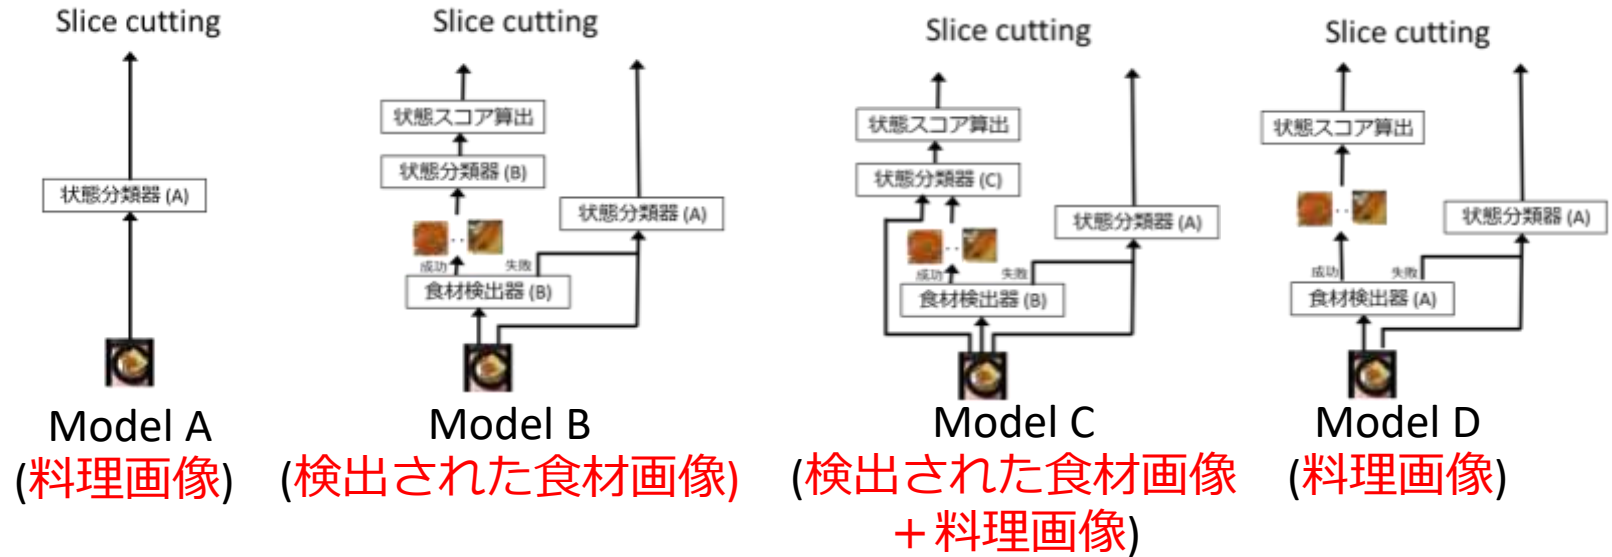 Slice cutting
状態分類器 (A)
Model A
(料理画像)
Slice cutting
状態スコア算出
状態分類器 (B)
状態分類器 (A)
‥
成功
失敗
食材検出器 (B)
Model B
(検出された食材画像)
Slice cutting
状態スコア算出
状態分類器 (C)
状態分類器 (A)
‥
成功
失敗
食材検出器 (B)
Model C
(検出された食材画像
＋料理画像)
Slice cutting
状態スコア算出
‥
状態分類器 (A)
成功
失敗
食材検出器 (A)
Model D
(料理画像)